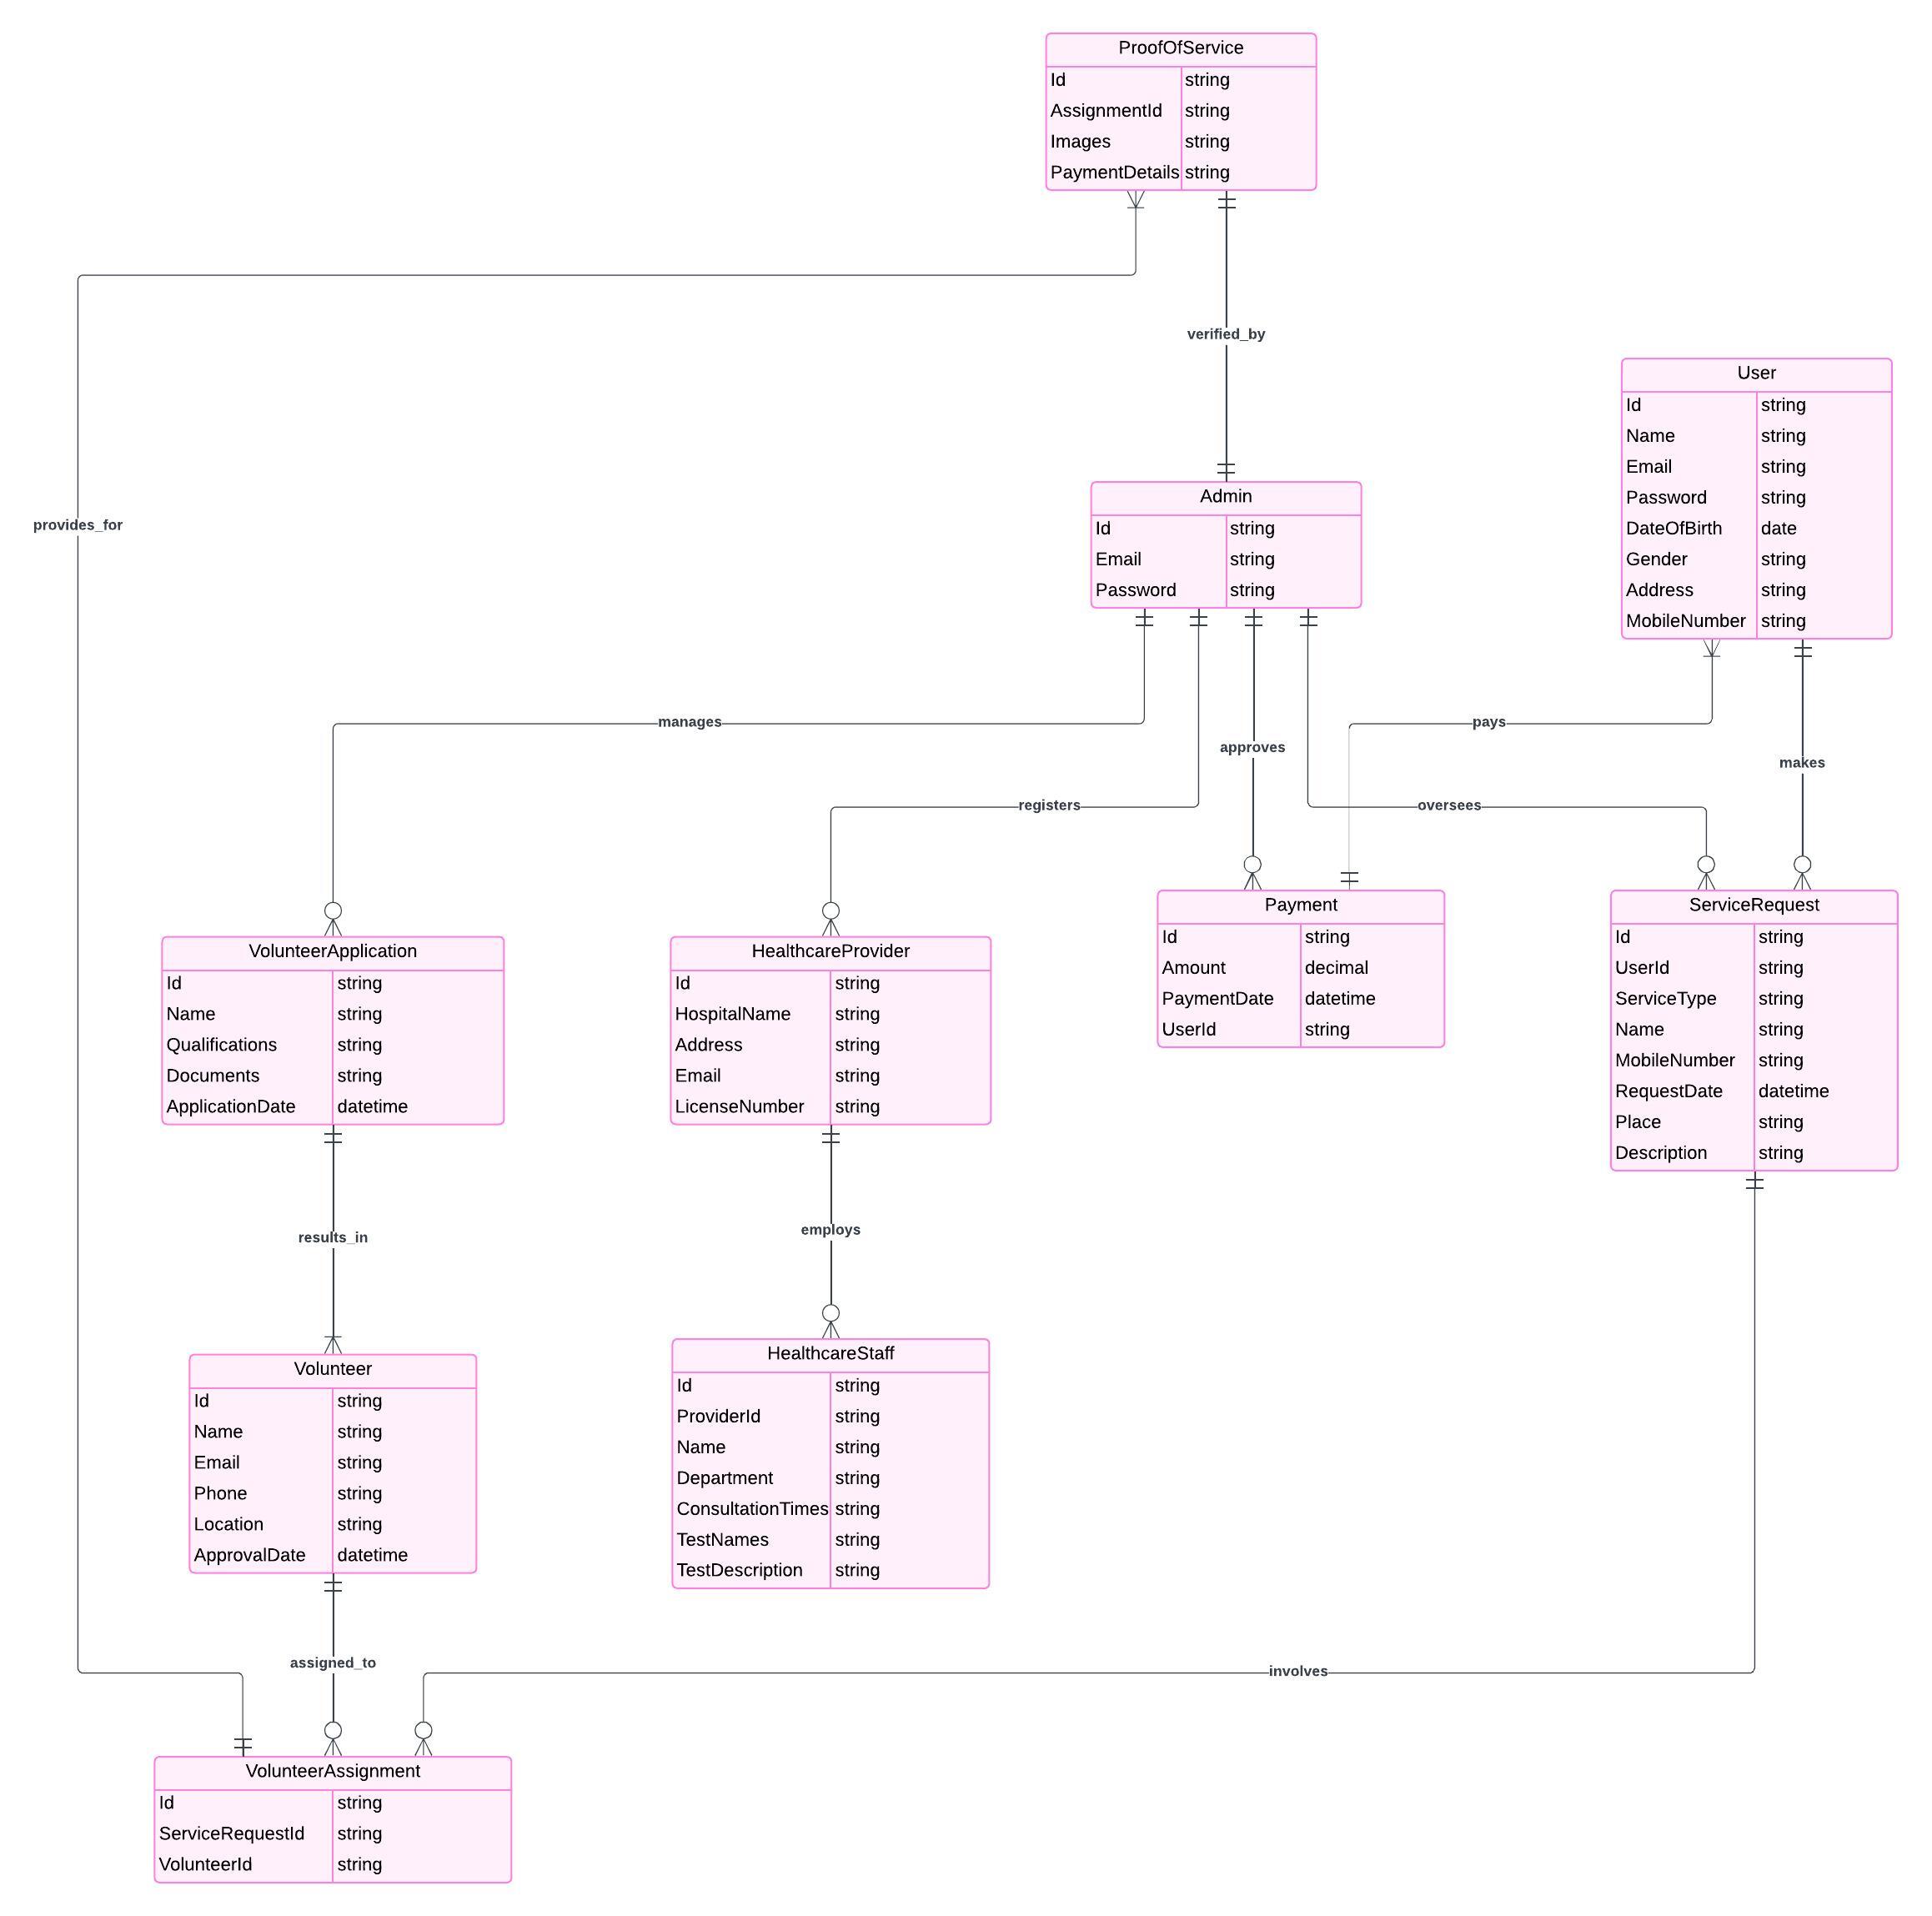 ProofOfService
Id string
AssignmentId string
Images string
PaymentDetails string
verified_by
User
Id string
Name string
Email string
Password string
DateOfBirth date
Gender string
Address string
MobileNumber string
Admin
Id string
Email string
Password string
provides_for
manages
pays
approves
makes
registers
oversees
Payment
Id string
Amount decimal
PaymentDate datetime
UserId string
ServiceRequest
Id string
UserId string
ServiceType string
Name string
MobileNumber string
RequestDate datetime
Place string
Description string
VolunteerApplication
Id string
Name string
Qualifications string
Documents string
ApplicationDate datetime
HealthcareProvider
Id string
HospitalName string
Address string
Email string
LicenseNumber string
results_in
employs
HealthcareStaff
Id string
ProviderId string
Name string
Department string
ConsultationTimes string
TestNames string
TestDescription string
Volunteer
Id string
Name string
Email string
Phone string
Location string
ApprovalDate datetime
assigned_to
involves
VolunteerAssignment
Id string
ServiceRequestId string
VolunteerId string